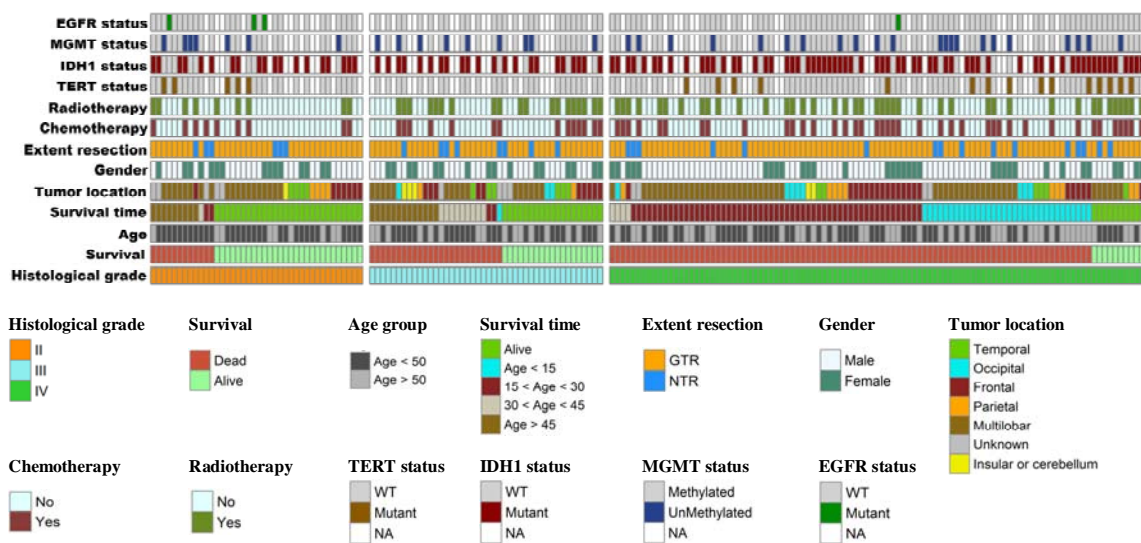 EGFR status
MGMT status
IDH1 status
TERT status
Radiotherapy
Chemotherapy
Extent resection
Gender
Tumor location
Survival time
Age
Survival
Histological grade
Histological grade
II
III
IV
Survival
Dead
Alive
Age group
Age < 50
Age > 50
Survival time
Alive
Age < 15
15 < Age < 30
30 < Age < 45
Age > 45
Extent resection
GTR
NTR
Gender
Male
Female
Tumor location
Temporal
Occipital
Frontal
Parietal
Multilobar
Unknown
Insular or cerebellum
Chemotherapy
No
Yes
Radiotherapy
No
Yes
TERT status
WT
Mutant
NA
IDH1 status
WT
Mutant
NA
MGMT status
Methylated
UnMethylated
NA
EGFR status
WT
Mutant
NA